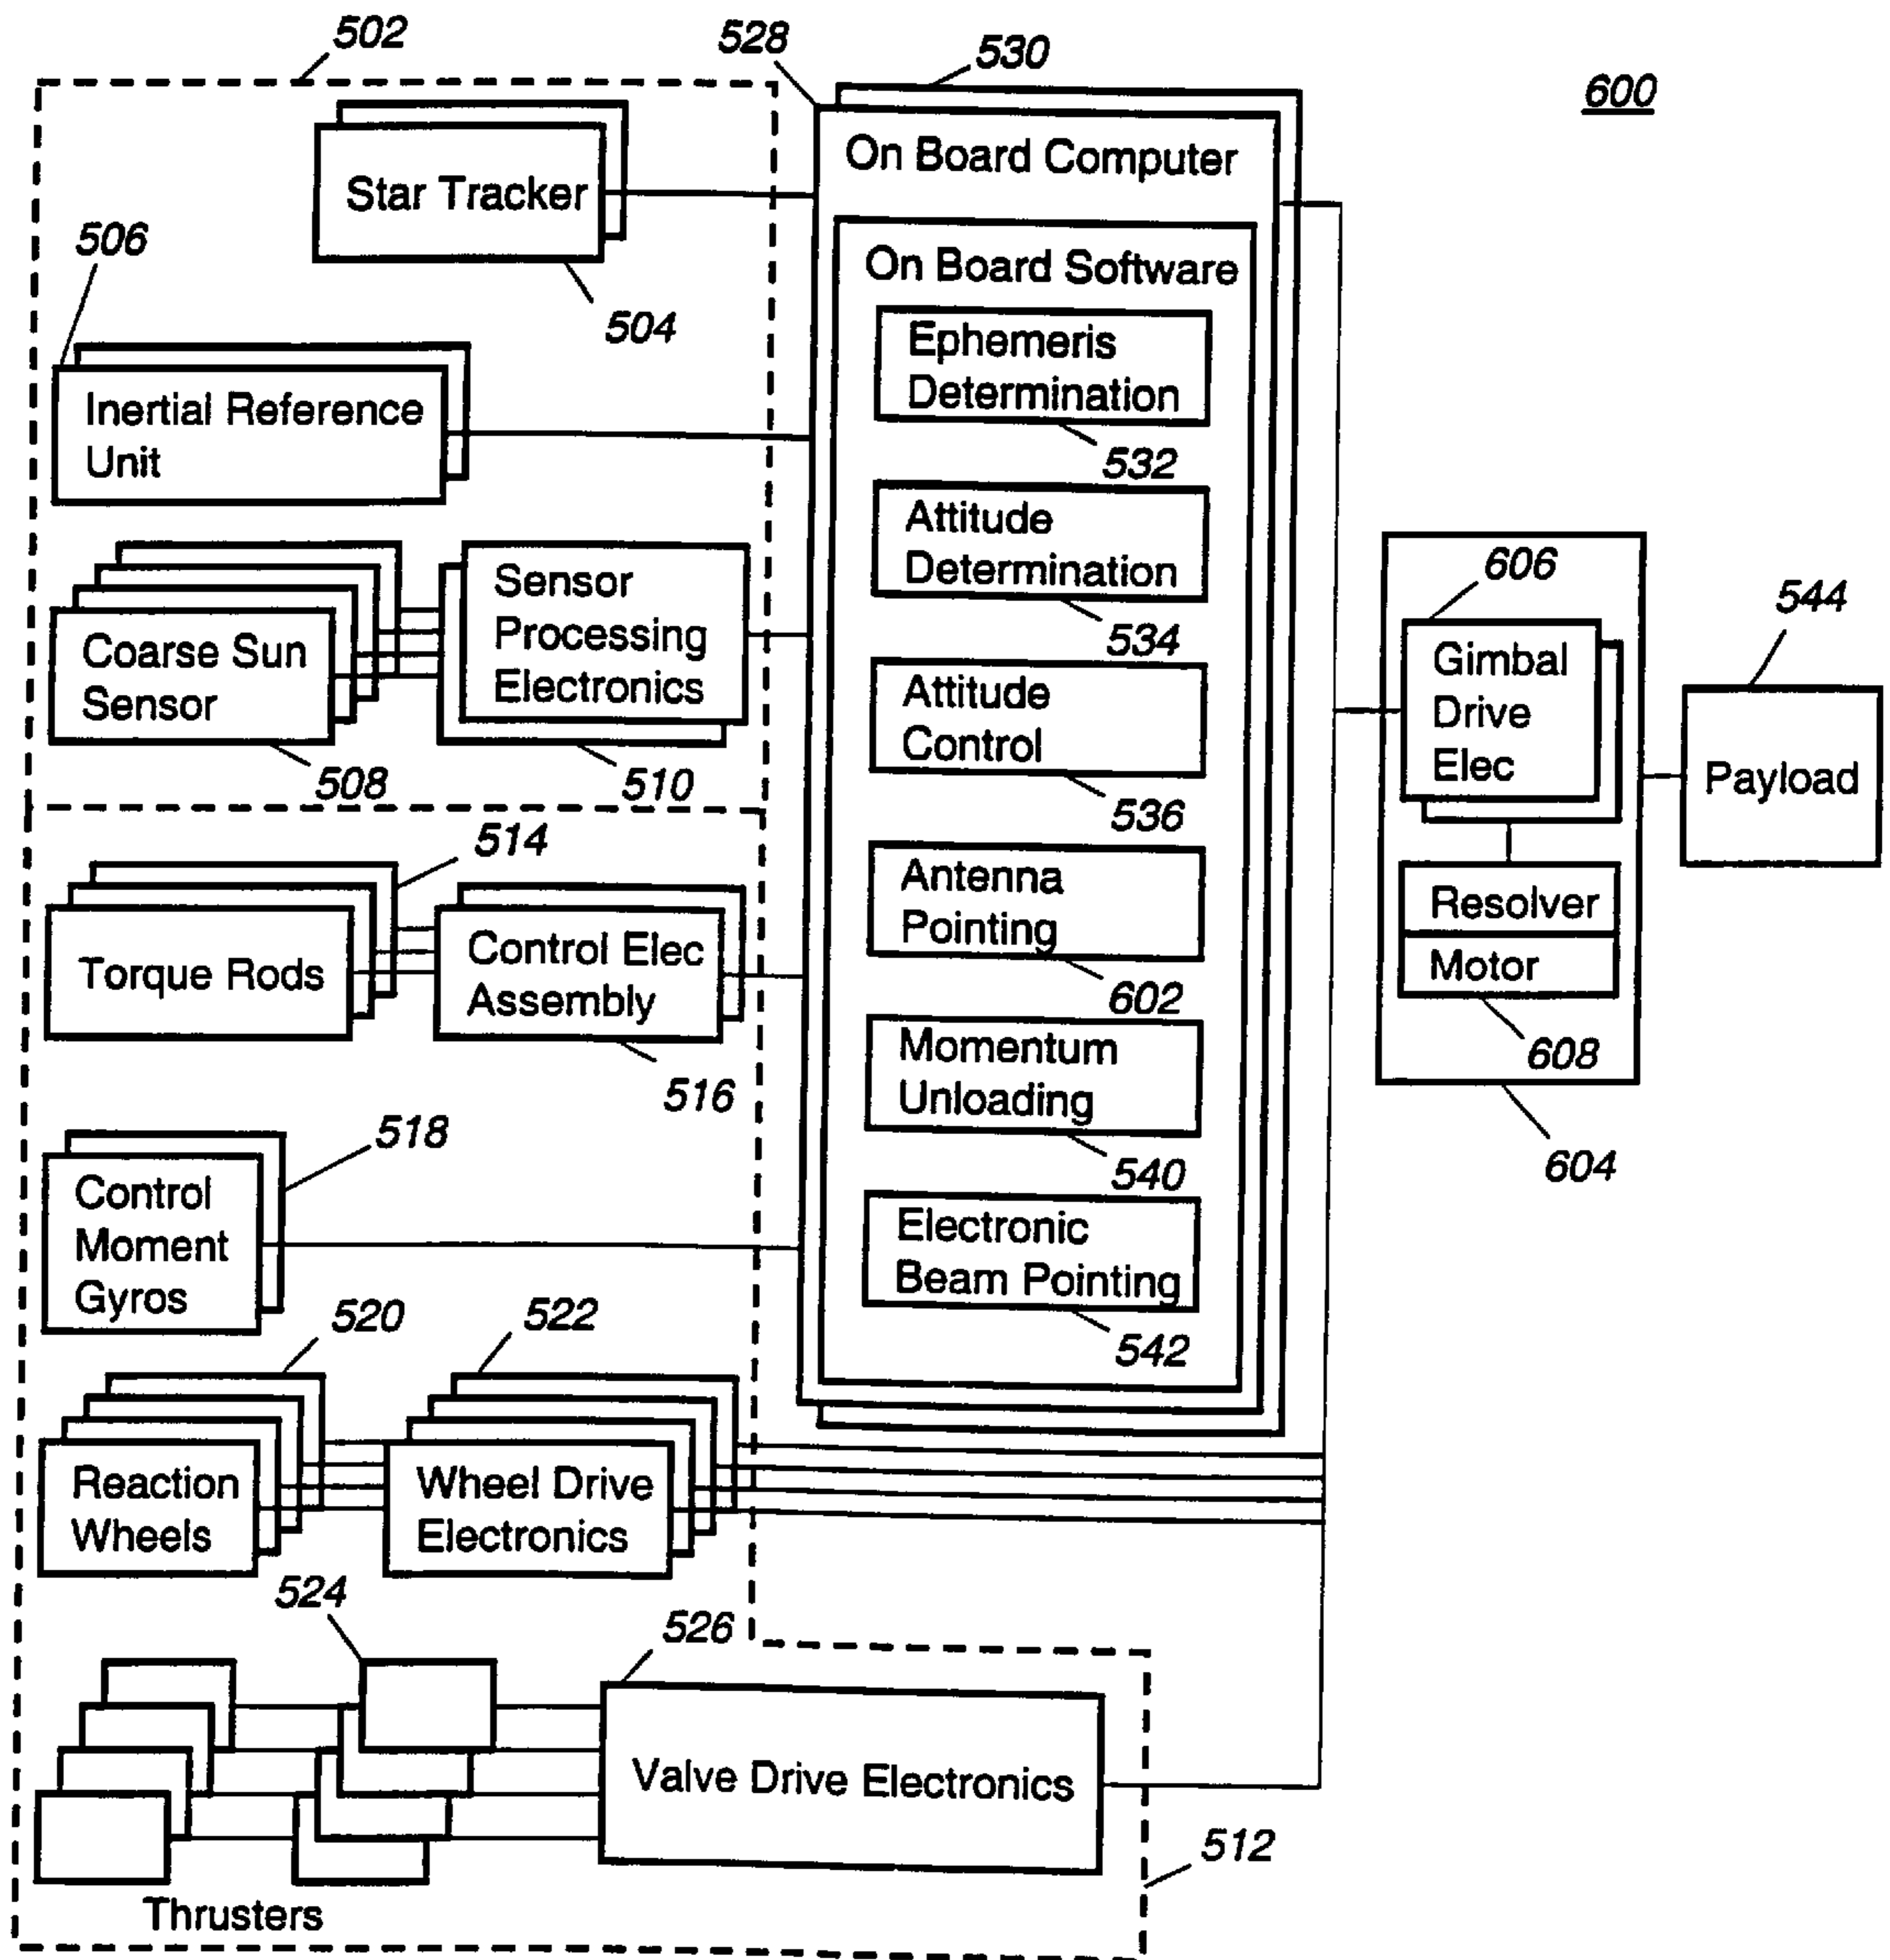 502
528
530
600
On Board Computer
Star Tracker
504
506
Inertial Reference
Unit
On Board Software
Ephemeris
Determination
532
Attitude
Determination
534
Coarse Sun
Sensor
508
Sensor
Processing
Electronics
510
Attitude
Control
536
606
Gimbal
Drive
Elec
544
Payload
Resolver
Motor
608
604
514
Torque Rods
Control Elec
Assembly
516
Antenna
Pointing
602
Momentum
Unloading
540
518
Control
Moment
Gyros
Electronic
Beam Pointing
542
520
522
Reaction
Wheels
Wheel Drive
Electronics
524
526
Valve Drive Electronics
512
Thrusters